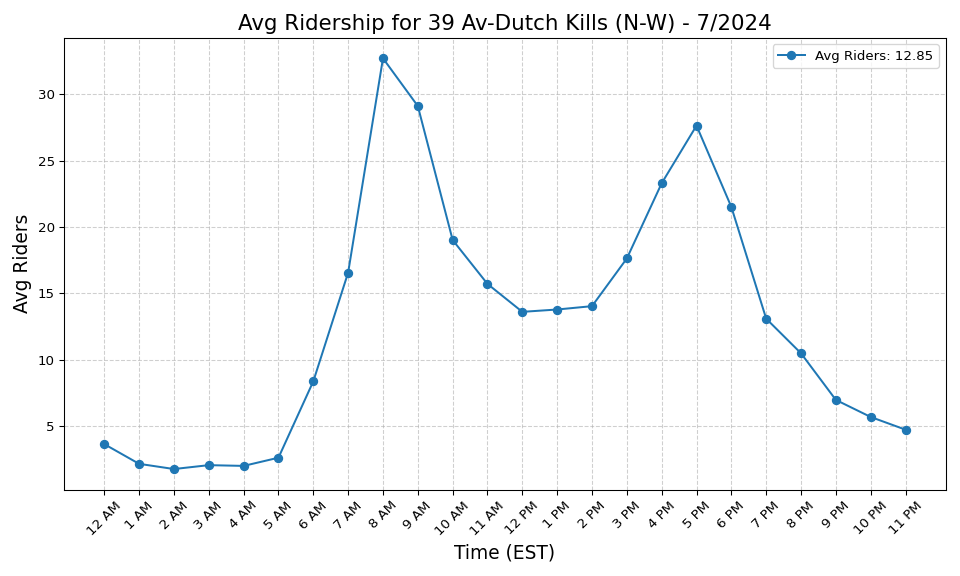 Avg Ridership for 39 Av-Dutch Kills (N-W) - 7/2024
Avg Riders: 12.85
Avg Riders
30
25
20
15
10
5
12 AM
1 AM
2 AM
3 AM
4 AM
5 AM
6 AM
7 AM
8 AM
9 AM
10 AM
11 AM
12 PM
1 PM
2 PM
3 PM
4 PM
5 PM
6 PM
7 PM
8 PM
9 PM
10 PM
11 PM
Time (EST)